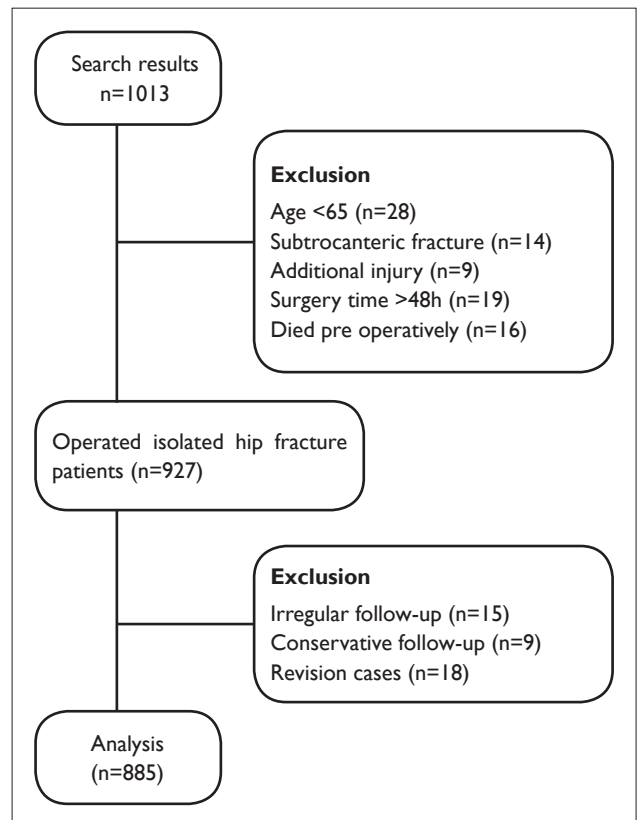 Search results
n=1013
Exclusion
Age <65 (n=28)
Subtrocanteric fracture (n=14)
Additional injury (n=9)
Surgery time >48h (n=19)
Died pre operatively (n=16)
Operated isolated hip fracture
patients (n=927)
Exclusion
Irregular follow-up (n=15)
Conservative follow-up (n=9)
Revision cases (n=18)
Analysis
(n=885)